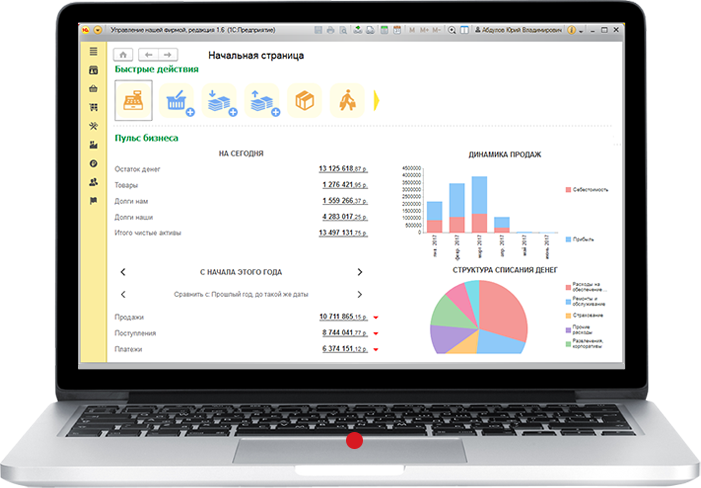 Управление нашей фирмой, редакция 1.6 (1С:Предприятие)
M M+ M-
Абдулов Юрий Владимирович
Начальная страница
Быстрые действия
Пульс бизнеса
НА СЕГОДНЯ
Остаток денег 13 125 618,87 р.
Товары 1 276 421,95 р.
Долги нам 1 559 266,37 р.
Долги наши 4 283 017,25 р.
Итого чистые активы 13 497 131,75 р.
С НАЧАЛА ЭТОГО ГОДА
Сравнить с: Прошлый год, до такой же даты
Продажи 10 711 865,15 р.
Поступления 8 744 041,77 р.
Платежи 6 374 151,12 р.
ДИНАМИКА ПРОДАЖ
4500000
4000000
3500000
3000000
2500000
2000000
1500000
1000000
500000
0
янв. 2017
февр. 2017
март 2017
апр. 2017
май 2017
июнь 2017
Себестоимость
Прибыль
СТРУКТУРА СПИСАНИЯ ДЕНЕГ
Расходы на
обеспечение...
Ремонты и
обслуживание
Страхование
Прочие
расходы
Развлечения,
корпоративы